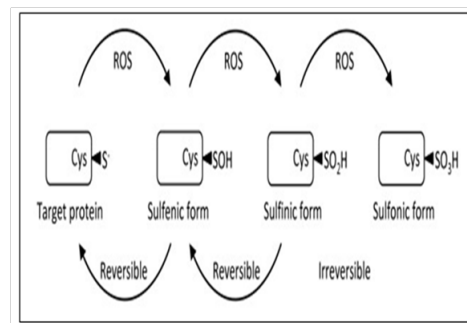 ROS ROS ROS
Cys S⁻ Cys SOH Cys SO₂H Cys SO₃H
Target protein Sulfenic form Sulfinic form Sulfonic form
Reversible Reversible Irreversible